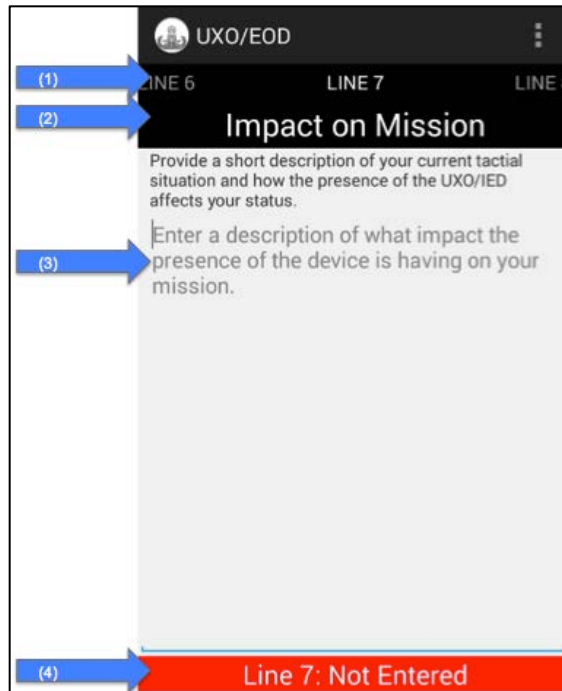 UXO/EOD
(1) LINE 6 LINE 7 LINE
(2) Impact on Mission
Provide a short description of your current tactial
situation and how the presence of the UXO/IED
affects your status.
Enter a description of what impact the
(3) presence of the device is having on your
mission.
(4) Line 7: Not Entered